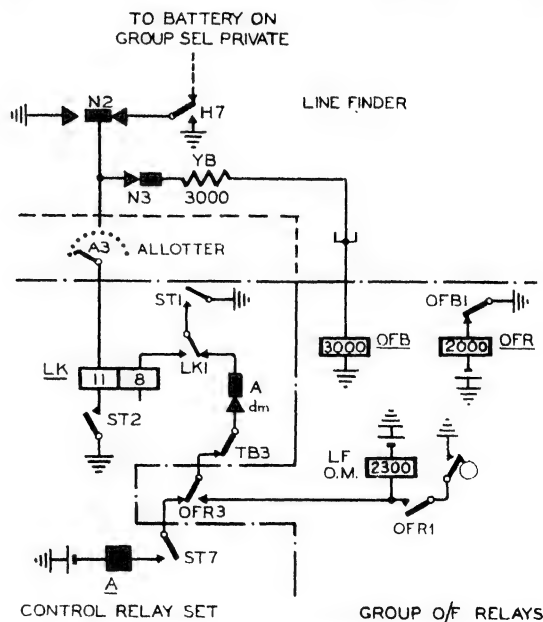 TO BATTERY ON
GROUP SEL PRIVATE
N2
H7
LINE FINDER
YB
N3
3000
A3
ALLOTTER
ST1
OFB1
3000
OFB
2000
OFR
LK
11
8
LK1
A
dm
ST2
TB3
LF
O.M.
2300
OFR3
OFR1
ST7
A
CONTROL RELAY SET
GROUP O/F RELAYS